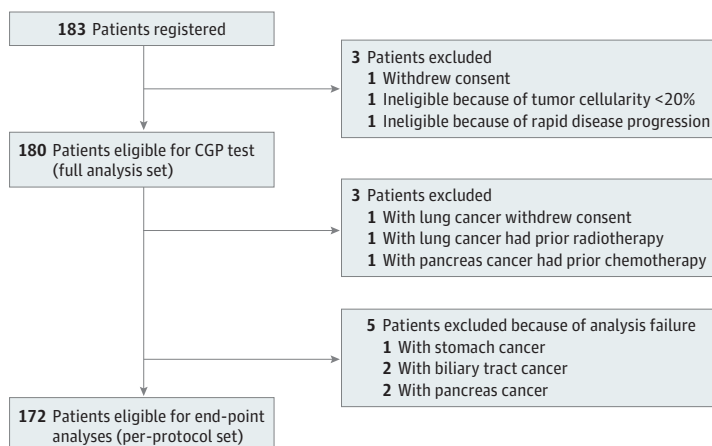 183 Patients registered
3 Patients excluded
1 Withdrew consent
1 Ineligible because of tumor cellularity <20%
1 Ineligible because of rapid disease progression
180 Patients eligible for CGP test
(full analysis set)
3 Patients excluded
1 With lung cancer withdrew consent
1 With lung cancer had prior radiotherapy
1 With pancreas cancer had prior chemotherapy
5 Patients excluded because of analysis failure
1 With stomach cancer
2 With biliary tract cancer
2 With pancreas cancer
172 Patients eligible for end-point
analyses (per-protocol set)